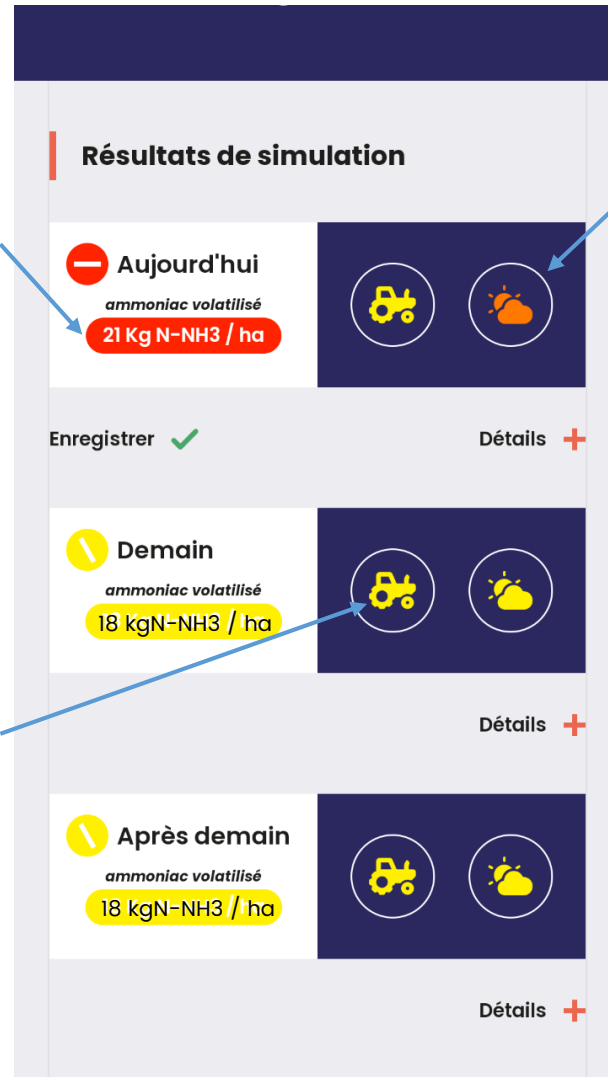 Résultats de simulation
Aujourd'hui
ammoniac volatilisé
21 Kg N-NH3 / ha
Enregistrer
Détails
Demain
ammoniac volatilisé
18 kgN-NH3 / ha
Détails
Après demain
ammoniac volatilisé
18 kgN-NH3 / ha
Détails